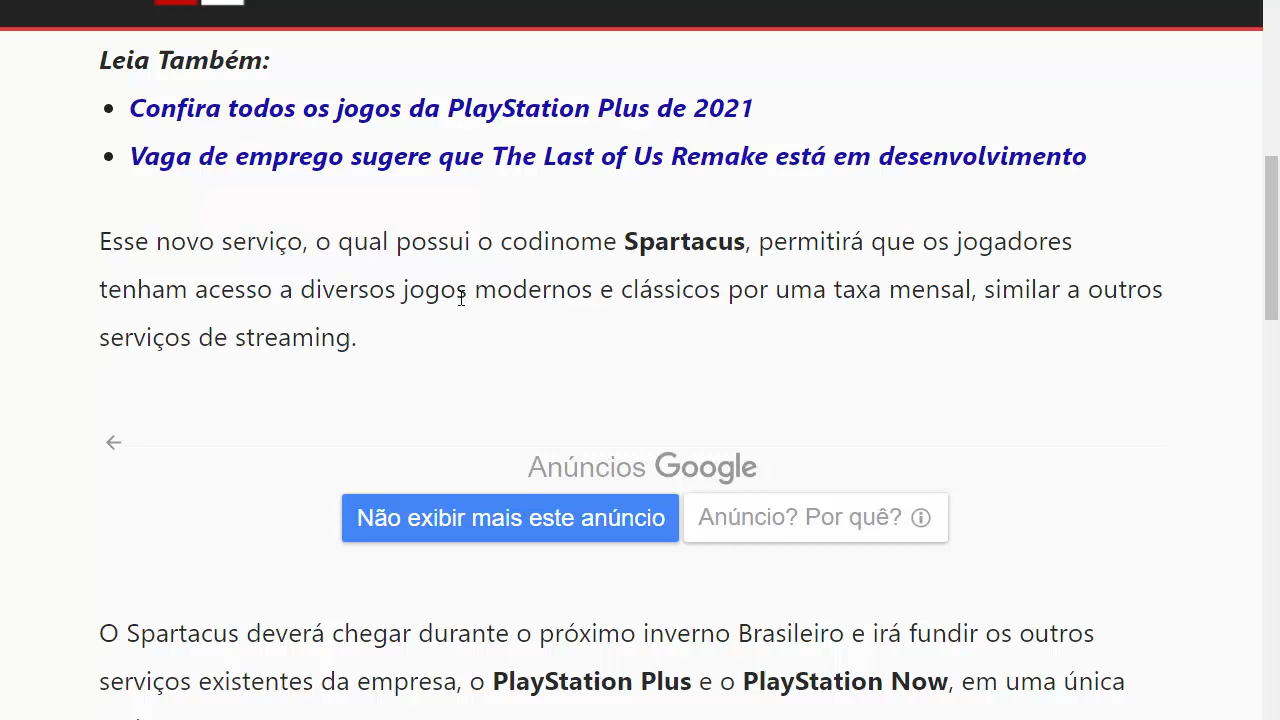 Leia Também:
Confira todos os jogos da PlayStation Plus de 2021
Vaga de emprego sugere que The Last of Us Remake está em desenvolvimento
Esse novo serviço, o qual possui o codinome Spartacus, permitirá que os jogadores
tenham acesso a diversos jogos modernos e clássicos por uma taxa mensal, similar a outros
serviços de streaming.
Anúncios Google
Não exibir mais este anúncio
Anúncio? Por quê?
O Spartacus deverá chegar durante o próximo inverno Brasileiro e irá fundir os outros
serviços existentes da empresa, o PlayStation Plus e o PlayStation Now, em uma única